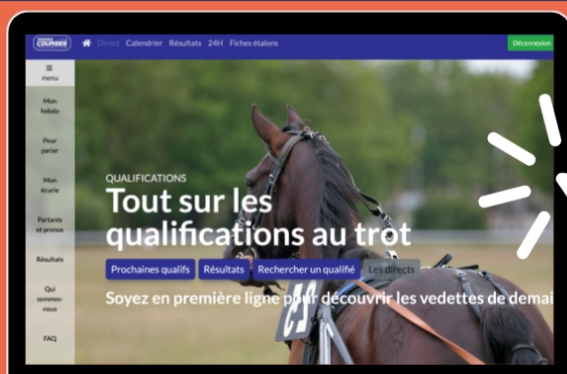 COURSES
Direct Calendrier Résultats 24H Fiches étalons
Déconnexion
menu
Mon
hebdo
Pour
parier
Mon
écurie
Partants
et pronos
Résultats
Qui
sommes-
nous
FAQ
QUALIFICATIONS
Tout sur les
qualifications au trot
Prochaines qualifs Résultats Rechercher un qualifié Les directs
Soyez en première ligne pour découvrir les vedettes de demai